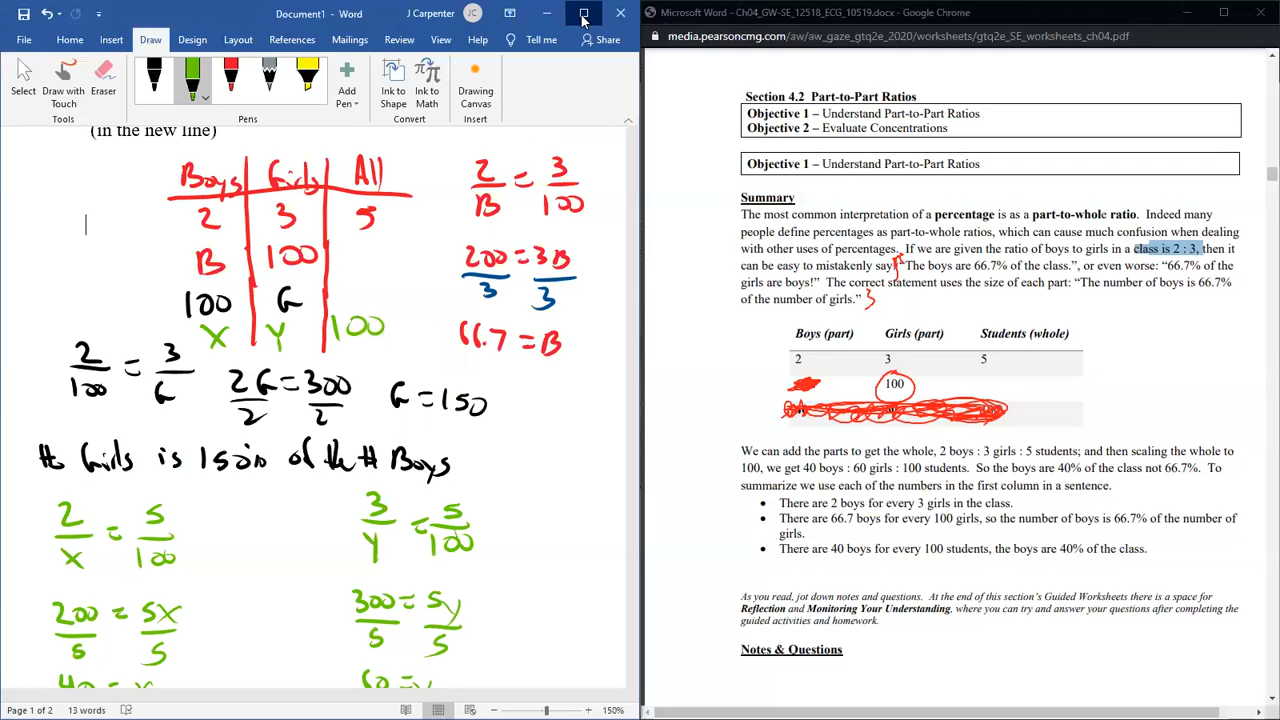 Document1 - Word
J Carpenter
JC
File
Home
Insert
Draw
Design
Layout
References
Mailings
Review
View
Help
Tell me
Share
Select
Draw with Touch
Eraser
Add Pen
Ink to Shape
Ink to Math
Drawing Canvas
Tools
Pens
Convert
Insert
(in the new line)
Boys Girls All
2 3 5
B 100
100 G
X Y 100
2/B = 3/100
200/3 = 3B/3
66.7 = B
2/100 = 3/G
2G/2 = 300/2
G = 150
# Girls is 150% of the # Boys
2/X = 5/100
3/Y = 5/100
200/5 = 5X/5
300/5 = 5y/5
40 = x
60 = y
Page 1 of 2
13 words
150%
Microsoft Word - Ch04_GW-SE_12518_ECG_10519.docx - Google Chrome
media.pearsoncmg.com/aw/aw_gaze_gtq2e_2020/worksheets/gtq2e_SE_worksheets_ch04.pdf
Section 4.2 Part-to-Part Ratios
Objective 1 – Understand Part-to-Part Ratios
Objective 2 – Evaluate Concentrations
Objective 1 – Understand Part-to-Part Ratios
Summary
The most common interpretation of a percentage is as a part-to-whole ratio. Indeed many
people define percentages as part-to-whole ratios, which can cause much confusion when dealing
with other uses of percentages. If we are given the ratio of boys to girls in a class is 2 : 3, then it
can be easy to mistakenly say: "The boys are 66.7% of the class.", or even worse: "66.7% of the
girls are boys!" The correct statement uses the size of each part: "The number of boys is 66.7%
of the number of girls."
3
Boys (part) Girls (part) Students (whole)
2 3 5
100
We can add the parts to get the whole, 2 boys : 3 girls : 5 students; and then scaling the whole to
100, we get 40 boys : 60 girls : 100 students. So the boys are 40% of the class not 66.7%. To
summarize we use each of the numbers in the first column in a sentence.
• There are 2 boys for every 3 girls in the class.
• There are 66.7 boys for every 100 girls, so the number of boys is 66.7% of the number of
girls.
• There are 40 boys for every 100 students, the boys are 40% of the class.
As you read, jot down notes and questions. At the end of this section's Guided Worksheets there is a space for
Reflection and Monitoring Your Understanding, where you can try and answer your questions after completing the
guided activities and homework.
Notes & Questions